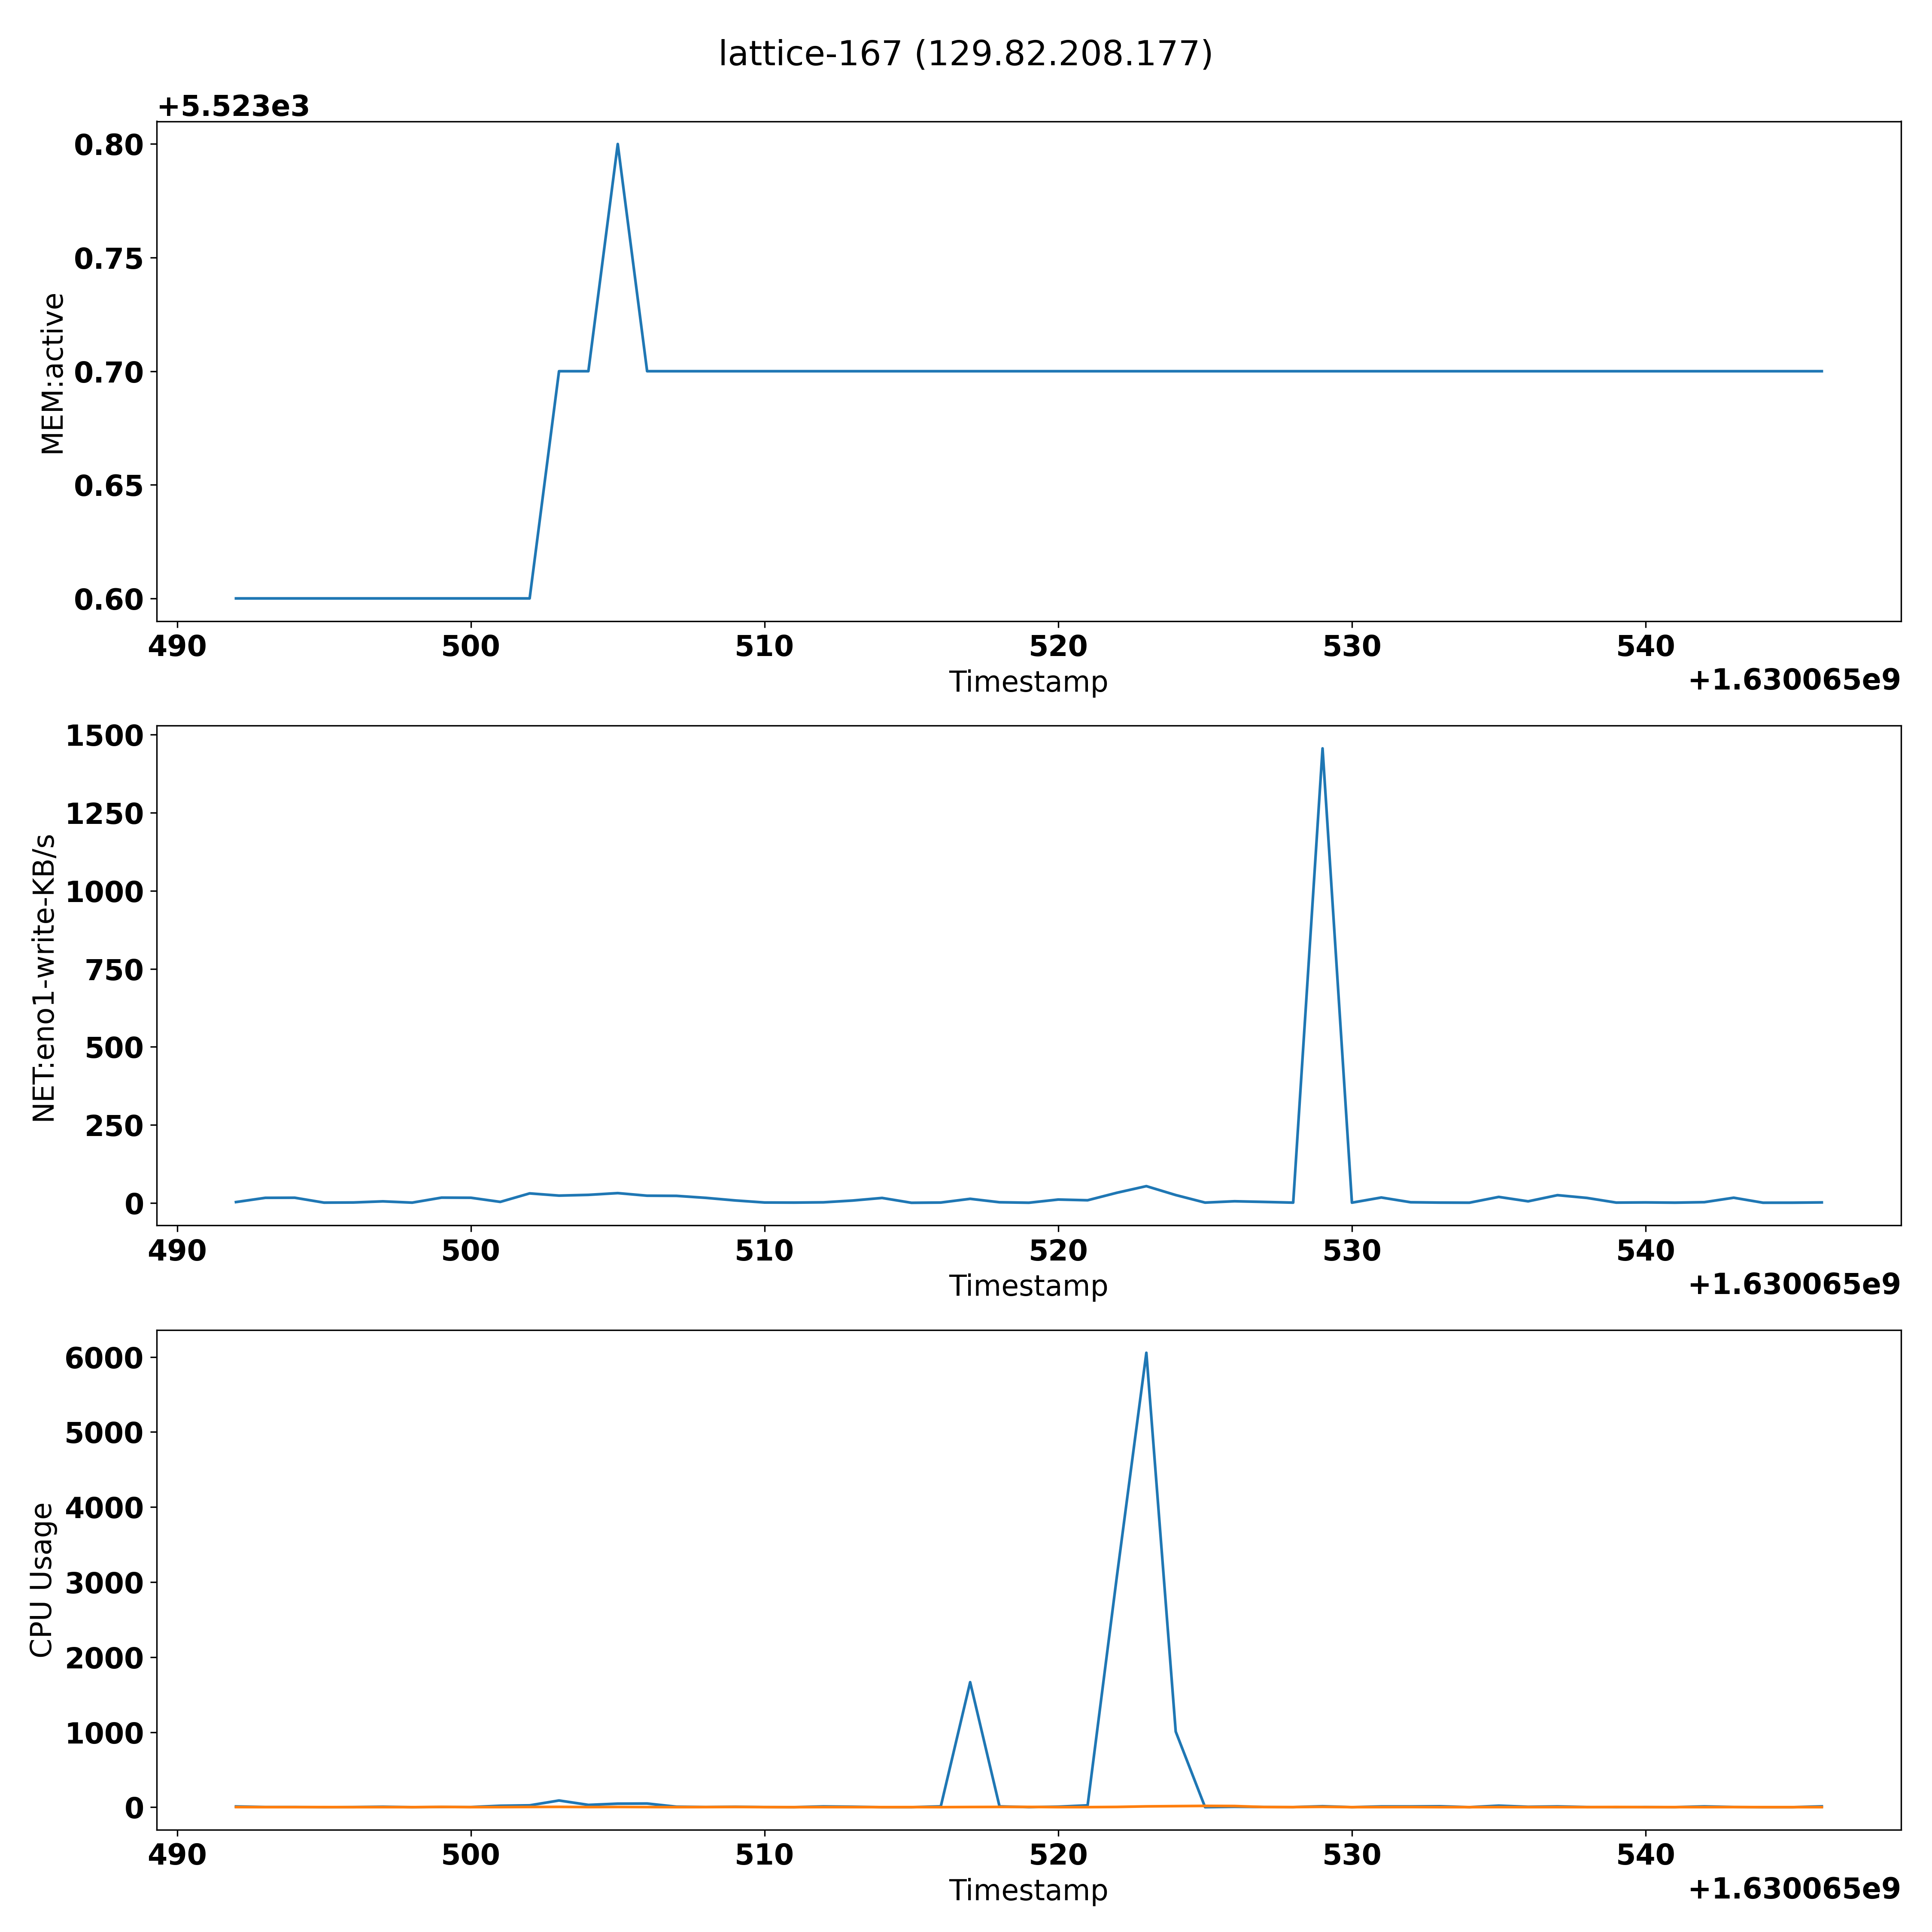 lattice-167 (129.82.208.177)
+5.523e3
0.80
0.75
0.70
0.65
0.60
MEM:active
490 500 510 520 530 540
Timestamp
+1.630065e9
1500
1250
1000
750
500
250
0
NET:eno1-write-KB/s
490 500 510 520 530 540
Timestamp
+1.630065e9
6000
5000
4000
3000
2000
1000
0
CPU Usage
490 500 510 520 530 540
Timestamp
+1.630065e9